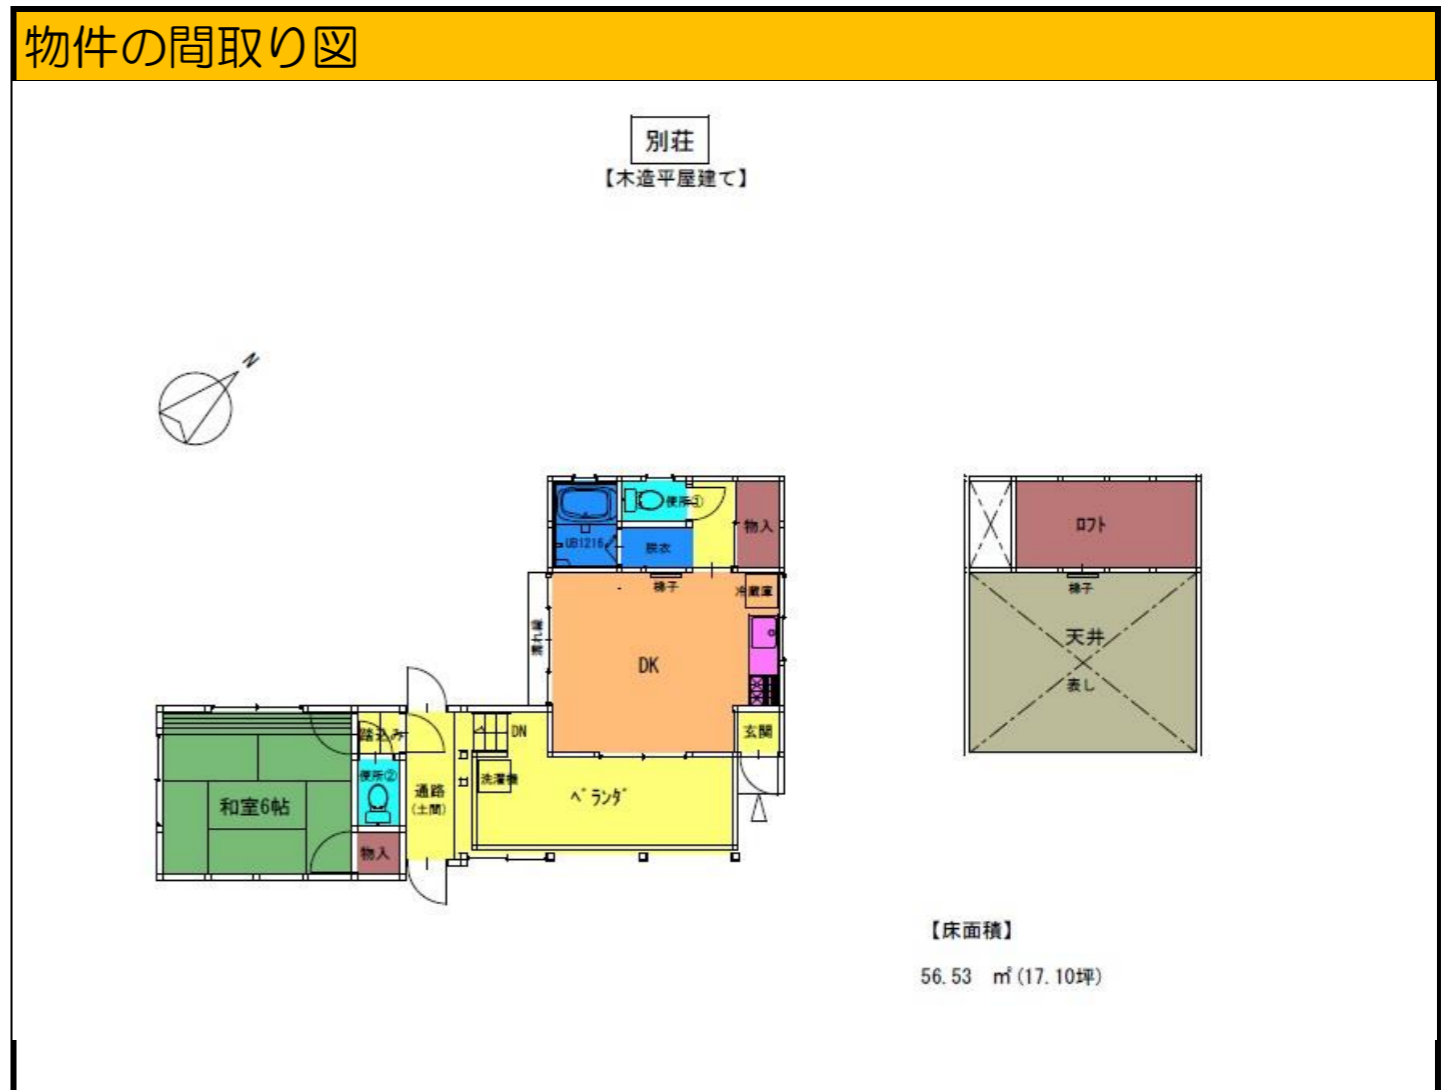 物件の間取り図
別荘
【木造平屋建て】
N
便所①
物入
UB1216
脱衣
ロフト
梯子
冷蔵庫
梯子
濡れ縁
DK
天井
表し
踏込み
DN
玄関
便所②
洗濯機
通路
(土間)
ベランダ
和室6帖
物入
【床面積】
56.53 ㎡(17.10坪)